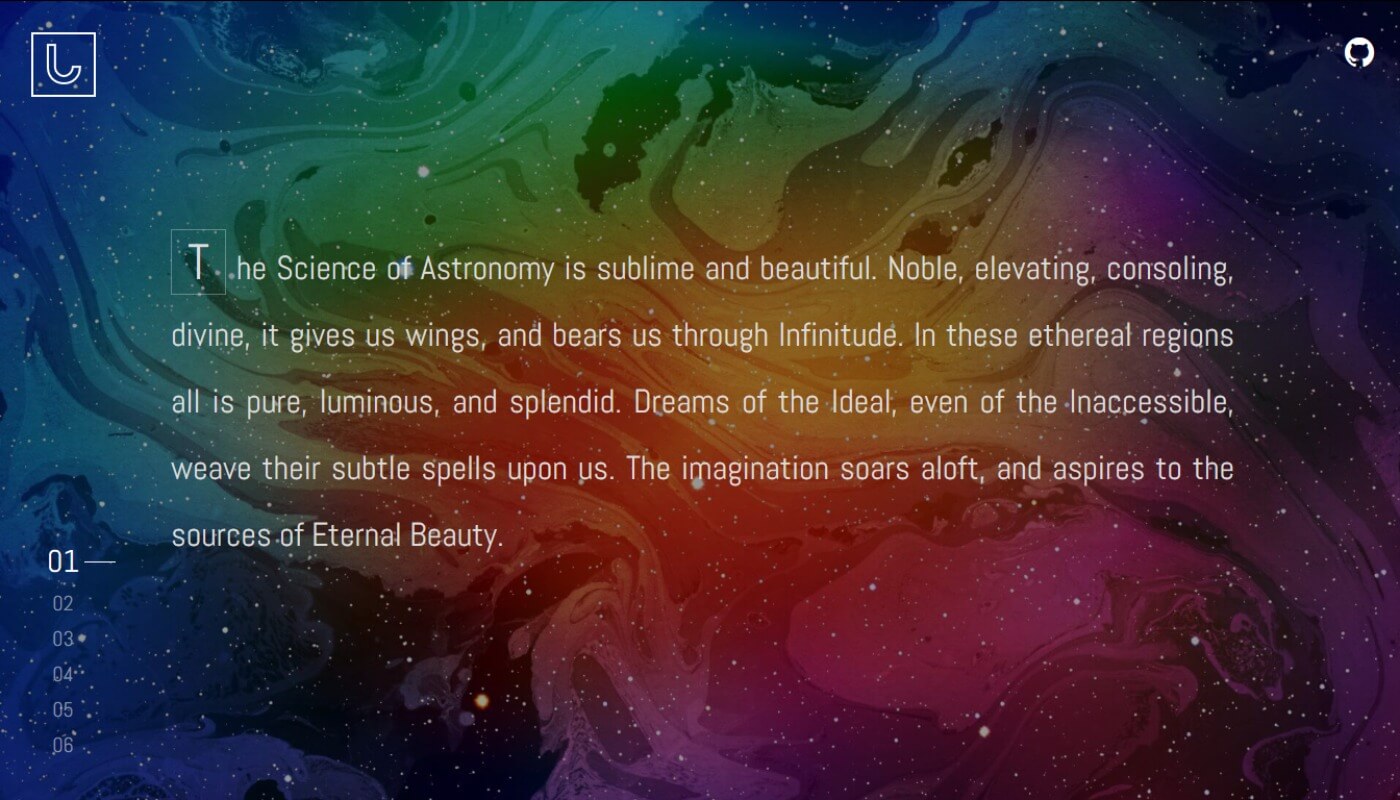 The Science of Astronomy is sublime and beautiful. Noble, elevating, consoling,
divine, it gives us wings, and bears us through Infinitude. In these ethereal regions
all is pure, luminous, and splendid. Dreams of the Ideal, even of the Inaccessible,
weave their subtle spells upon us. The imagination soars aloft, and aspires to the
sources of Eternal Beauty.
01
02
03
04
05
06